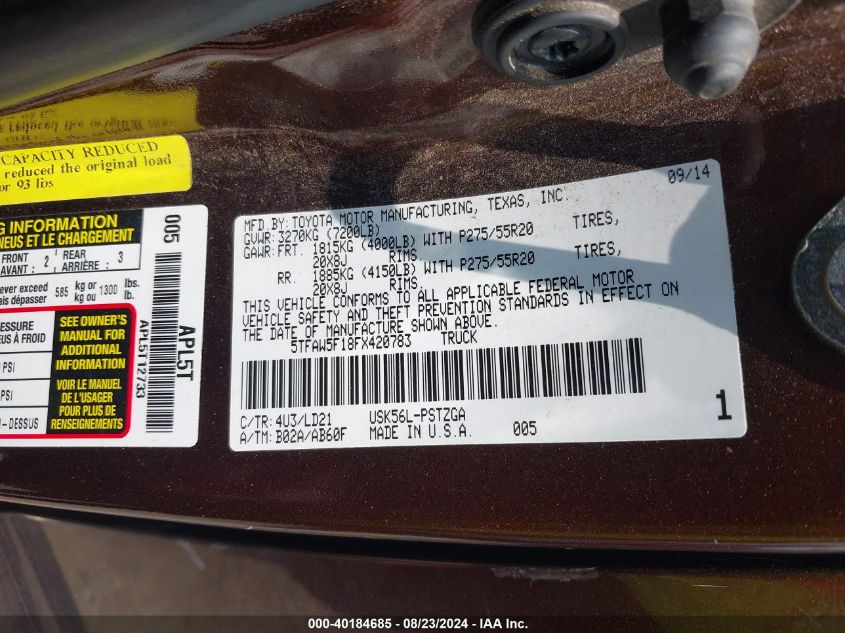 CAPACITY REDUCED
reduced the original load
or 93 lbs
G INFORMATION
NEUS ET LE CHARGEMENT
FRONT 2 REAR 3
AVANT : ARRIÈRE :
ever exceed 585 kg or 1300 lbs.
ais dépasser kg ou lb.
RESSURE
US À FROID
PSI
PSI
-DESSUS
SEE OWNER'S
MANUAL FOR
ADDITIONAL
INFORMATION
VOIR LE MANUEL
DE L'USAGER
POUR PLUS DE
RENSEIGNEMENTS
005
APL5T
APL5T12733
09/14
MFD.BY:TOYOTA MOTOR MANUFACTURING, TEXAS, INC.
GVWR: 3270KG (7200LB)
GAWR:FRT. 1815KG (4000LB) WITH P275/55R20 TIRES,
20X8J RIMS.
RR. 1885KG (4150LB) WITH P275/55R20 TIRES,
20X8J RIMS.
THIS VEHICLE CONFORMS TO ALL APPLICABLE FEDERAL MOTOR
VEHICLE SAFETY AND THEFT PREVENTION STANDARDS IN EFFECT ON
THE DATE OF MANUFACTURE SHOWN ABOVE.
5TFAW5F18FX420783 TRUCK
C/TR: 4U3/LD21 USK56L-PSTZGA
A/TM: B02A/AB60F MADE IN U.S.A. 005
1
000-40184685 - 08/23/2024 - IAA Inc.